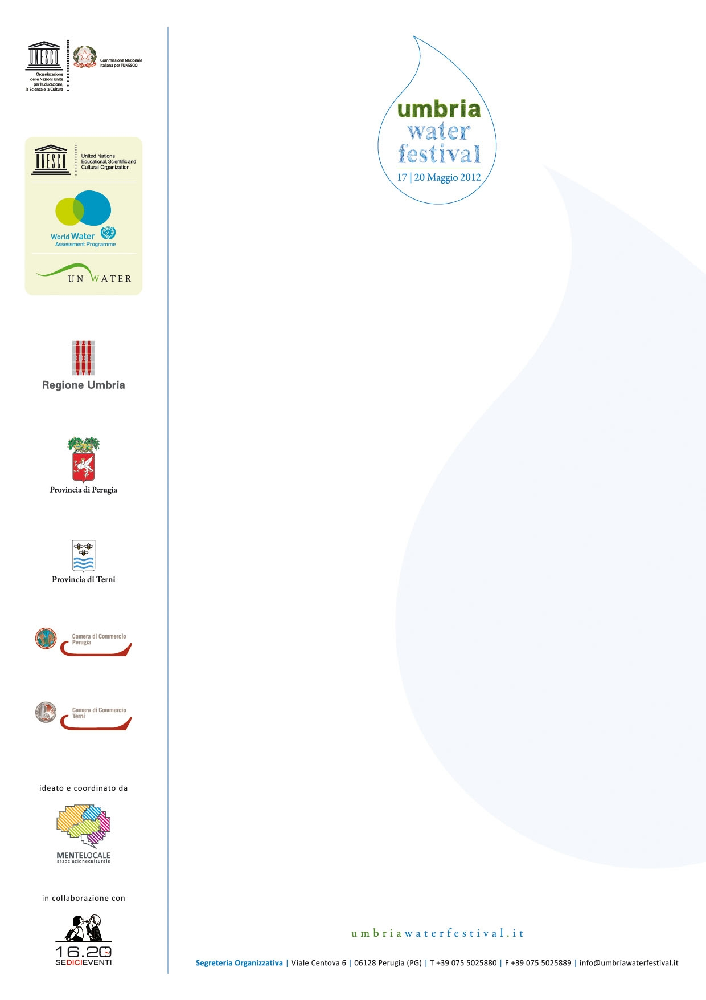 UNESCO
Organizzazione
delle Nazioni Unite
per l'Educazione,
la Scienza e la Cultura
Commissione Nazionale
Italiana per l'UNESCO
UNESCO
United Nations
Educational, Scientific and
Cultural Organization
World Water
Assessment Programme
UN WATER
Regione Umbria
Provincia di Perugia
Provincia di Terni
Camera di Commercio
Perugia
Camera di Commercio
Terni
ideato e coordinato da
MENTELOCALE
associazioneculturale
in collaborazione con
16.20
SEDICIEVENTI
umbria
water
festival
17 | 20 Maggio 2012
umbriawaterfestival.it
Segreteria Organizzativa | Viale Centova 6 | 06128 Perugia (PG) | T +39 075 5025880 | F +39 075 5025889 | info@umbriawaterfestival.it